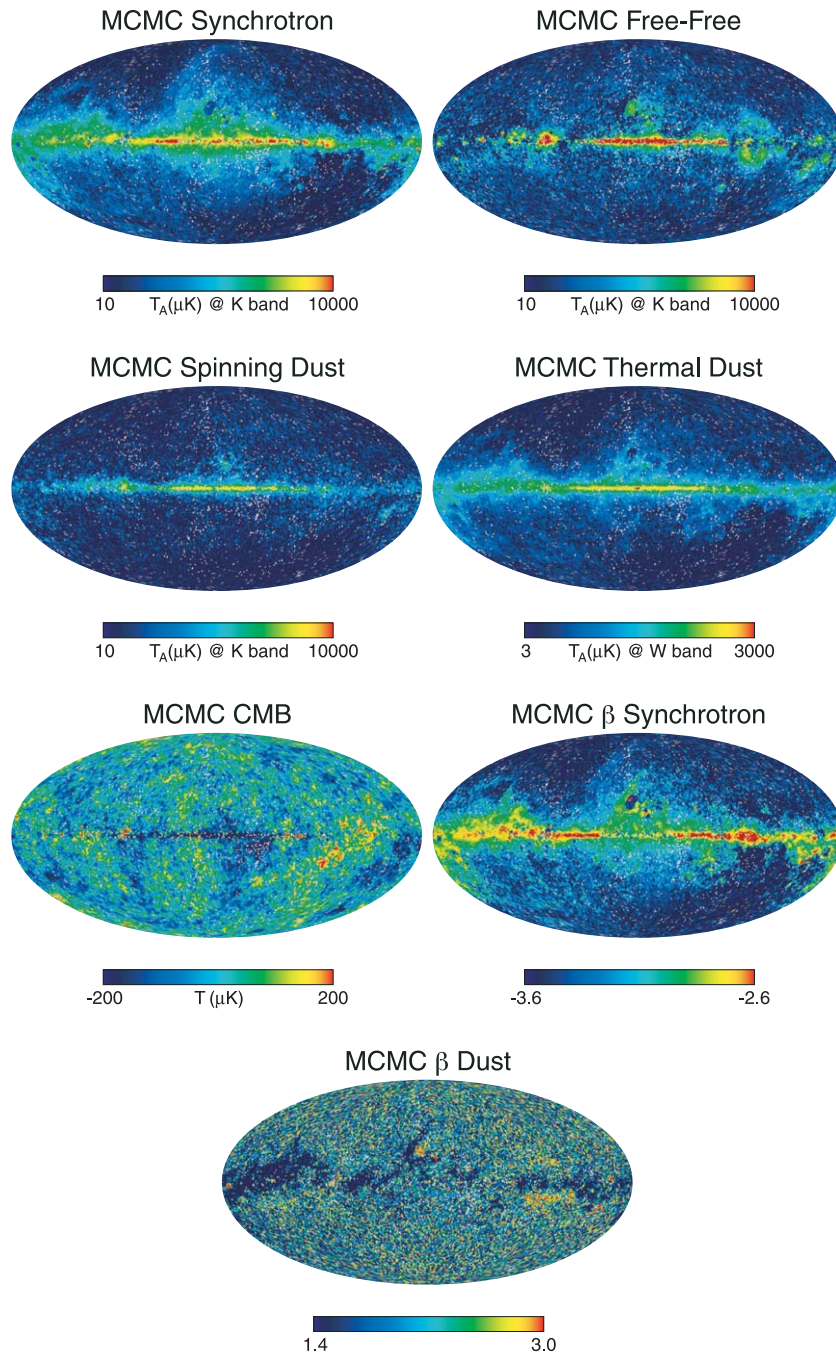 MCMC Synchrotron
MCMC Free-Free
10 T_A(μK) @ K band 10000
10 T_A(μK) @ K band 10000
MCMC Spinning Dust
MCMC Thermal Dust
10 T_A(μK) @ K band 10000
3 T_A(μK) @ W band 3000
MCMC CMB
MCMC β Synchrotron
-200 T (μK) 200
-3.6 -2.6
MCMC β Dust
1.4 3.0